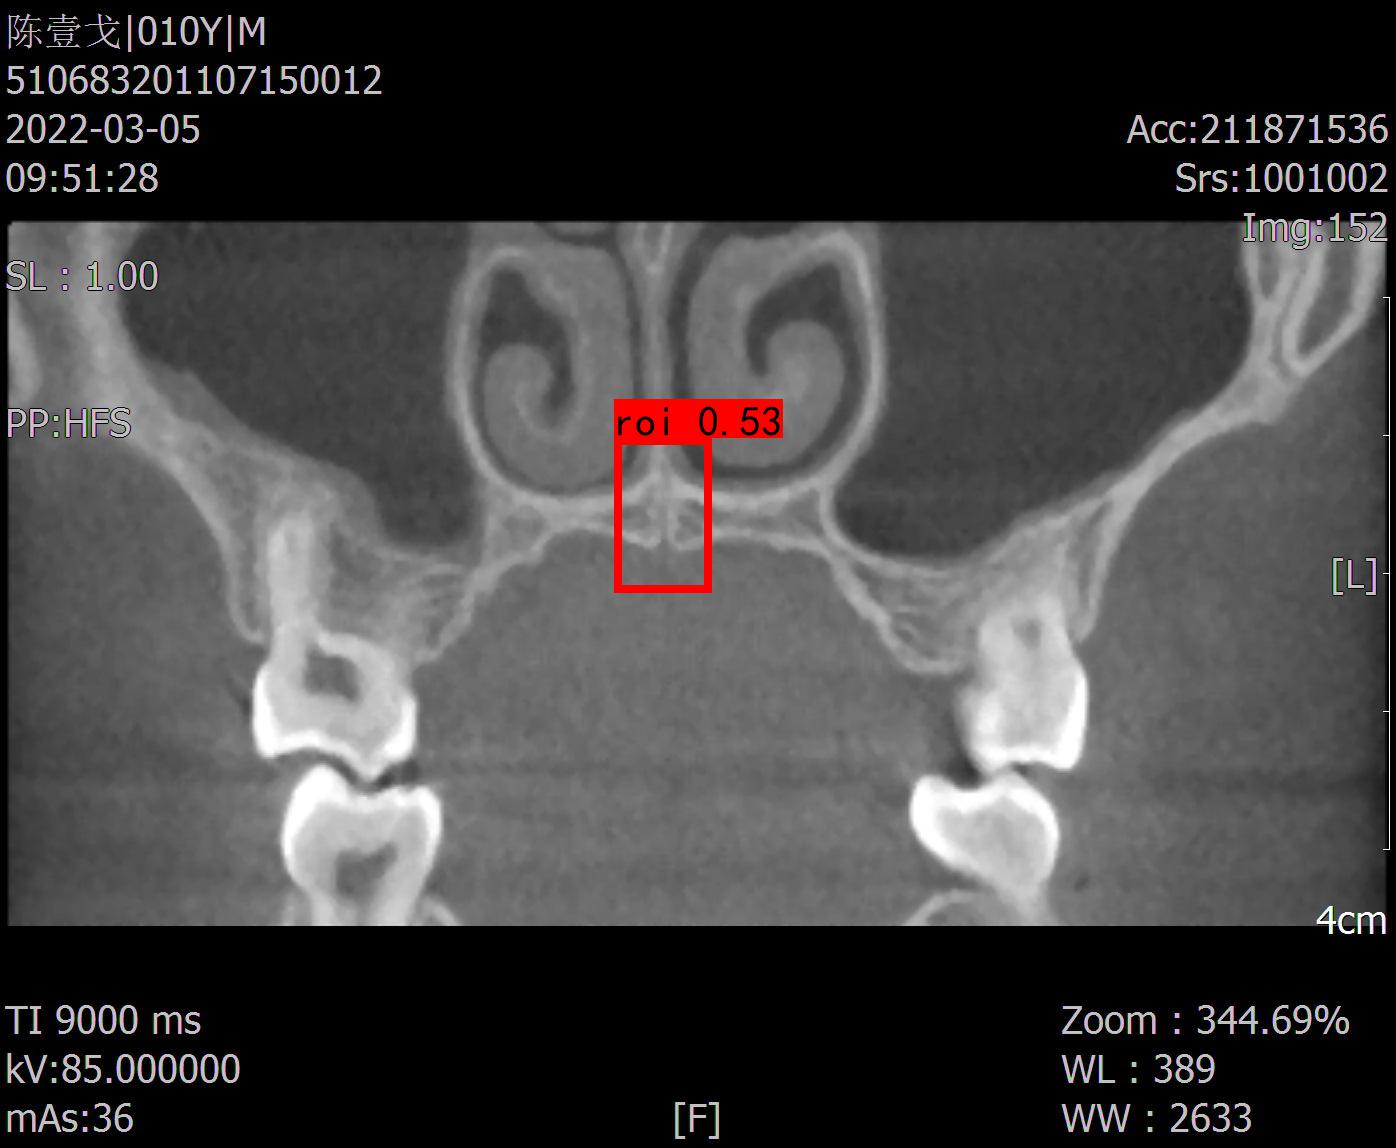 陈壹戈|010Y|M
510683201107150012
2022-03-05
09:51:28
Acc:211871536
Srs:1001002
Img:152
SL : 1.00
PP:HFS
roi 0.53
[L]
4cm
TI 9000 ms
kV:85.000000
mAs:36
[F]
Zoom : 344.69%
WL : 389
WW : 2633